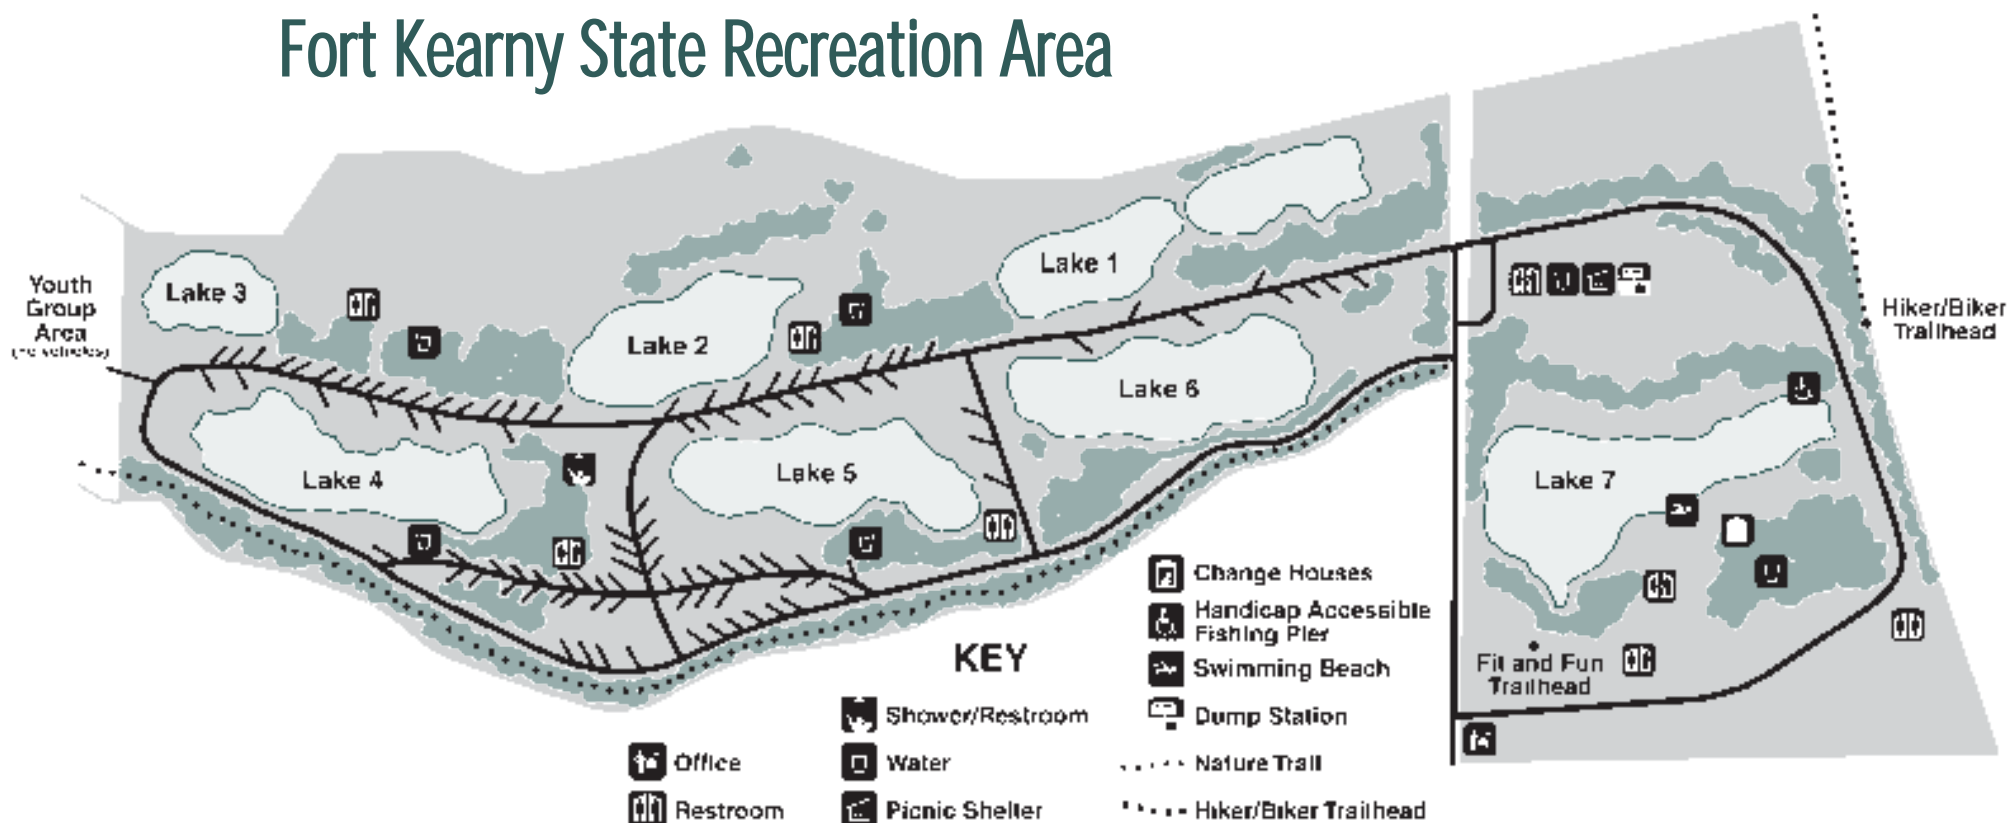 Fort Kearny State Recreation Area
Lake 1
Lake 3
Youth
Group
Area
(no vehicles)
Lake 2
Hiker/Biker
Trailhead
Lake 6
Lake 4
Lake 5
Lake 7
Fit and Fun
Trailhead
KEY
Change Houses
Handicap Accessible
Fishing Pier
Swimming Beach
Shower/Restroom
Dump Station
Office
Water
Nature Trail
Restroom
Picnic Shelter
Hiker/Biker Trailhead